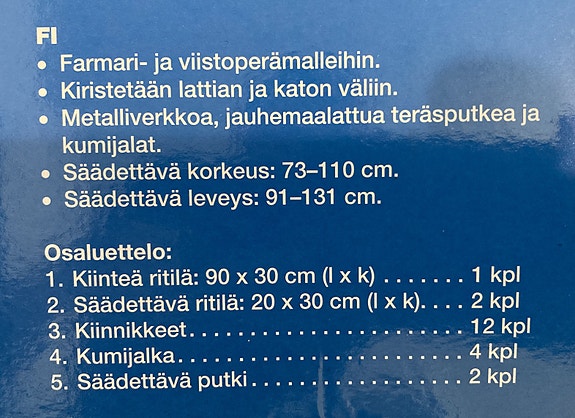 FI
• Farmari- ja viistoperämalleihin.
• Kiristetään lattian ja katon väliin.
• Metalliverkkoa, jauhemaalattua teräsputkea ja
kumijalat.
• Säädettävä korkeus: 73–110 cm.
• Säädettävä leveys: 91–131 cm.
Osaluettelo:
1. Kiinteä ritilä: 90 x 30 cm (l x k) . . . . . . . 1 kpl
2. Säädettävä ritilä: 20 x 30 cm (l x k). . . . 2 kpl
3. Kiinnikkeet. . . . . . . . . . . . . . . . . . . . . . . 12 kpl
4. Kumijalka. . . . . . . . . . . . . . . . . . . . . . . . 4 kpl
5. Säädettävä putki . . . . . . . . . . . . . . . . . . 2 kpl